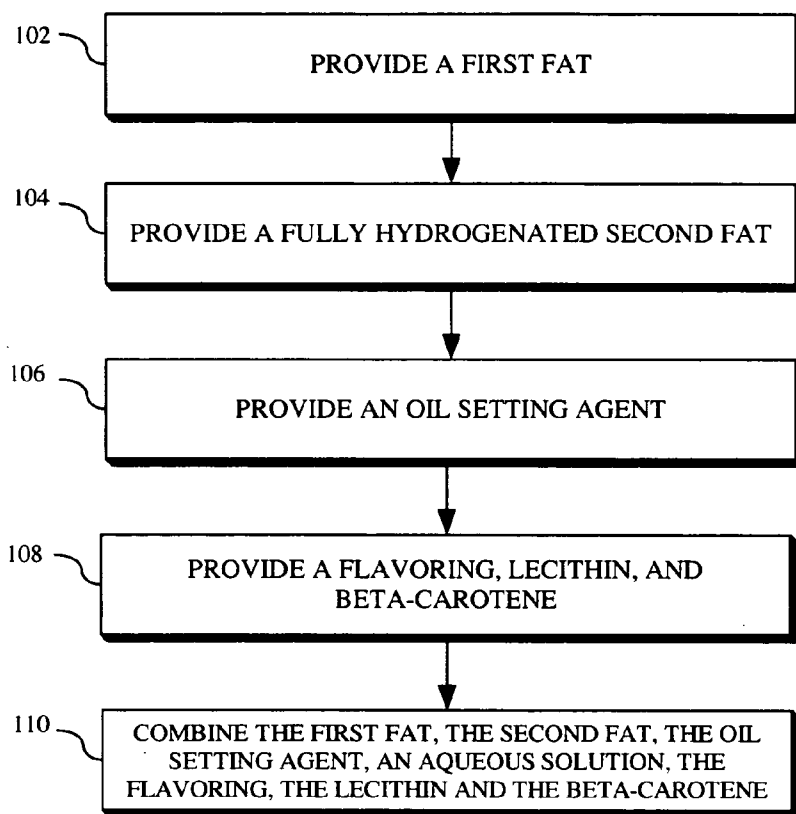 102
PROVIDE A FIRST FAT
104
PROVIDE A FULLY HYDROGENATED SECOND FAT
106
PROVIDE AN OIL SETTING AGENT
108
PROVIDE A FLAVORING, LECITHIN, AND
BETA-CAROTENE
110
COMBINE THE FIRST FAT, THE SECOND FAT, THE OIL
SETTING AGENT, AN AQUEOUS SOLUTION, THE
FLAVORING, THE LECITHIN AND THE BETA-CAROTENE